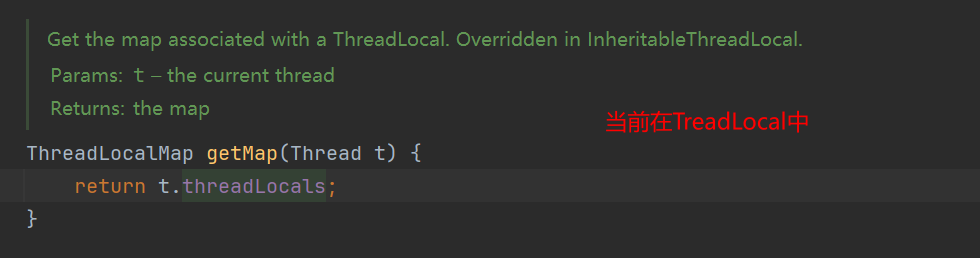 Get the map associated with a ThreadLocal. Overridden in InheritableThreadLocal.
Params: t – the current thread
Returns: the map
当前在TreadLocal中
ThreadLocalMap getMap(Thread t) {
return t.threadLocals;
}